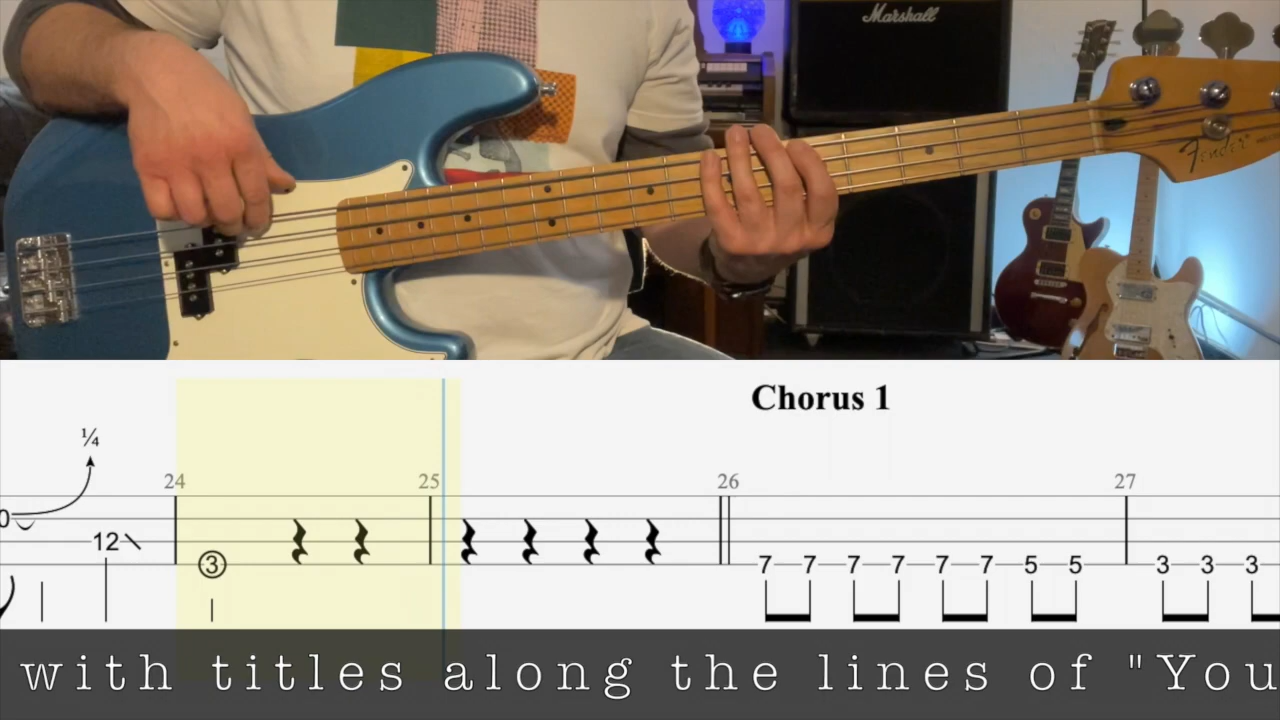 Marshall
Fender
Chorus 1
¼
24 25 26 27
0 12 3 7 7 7 7 7 7 5 5 3 3 3
with titles along the lines of "You